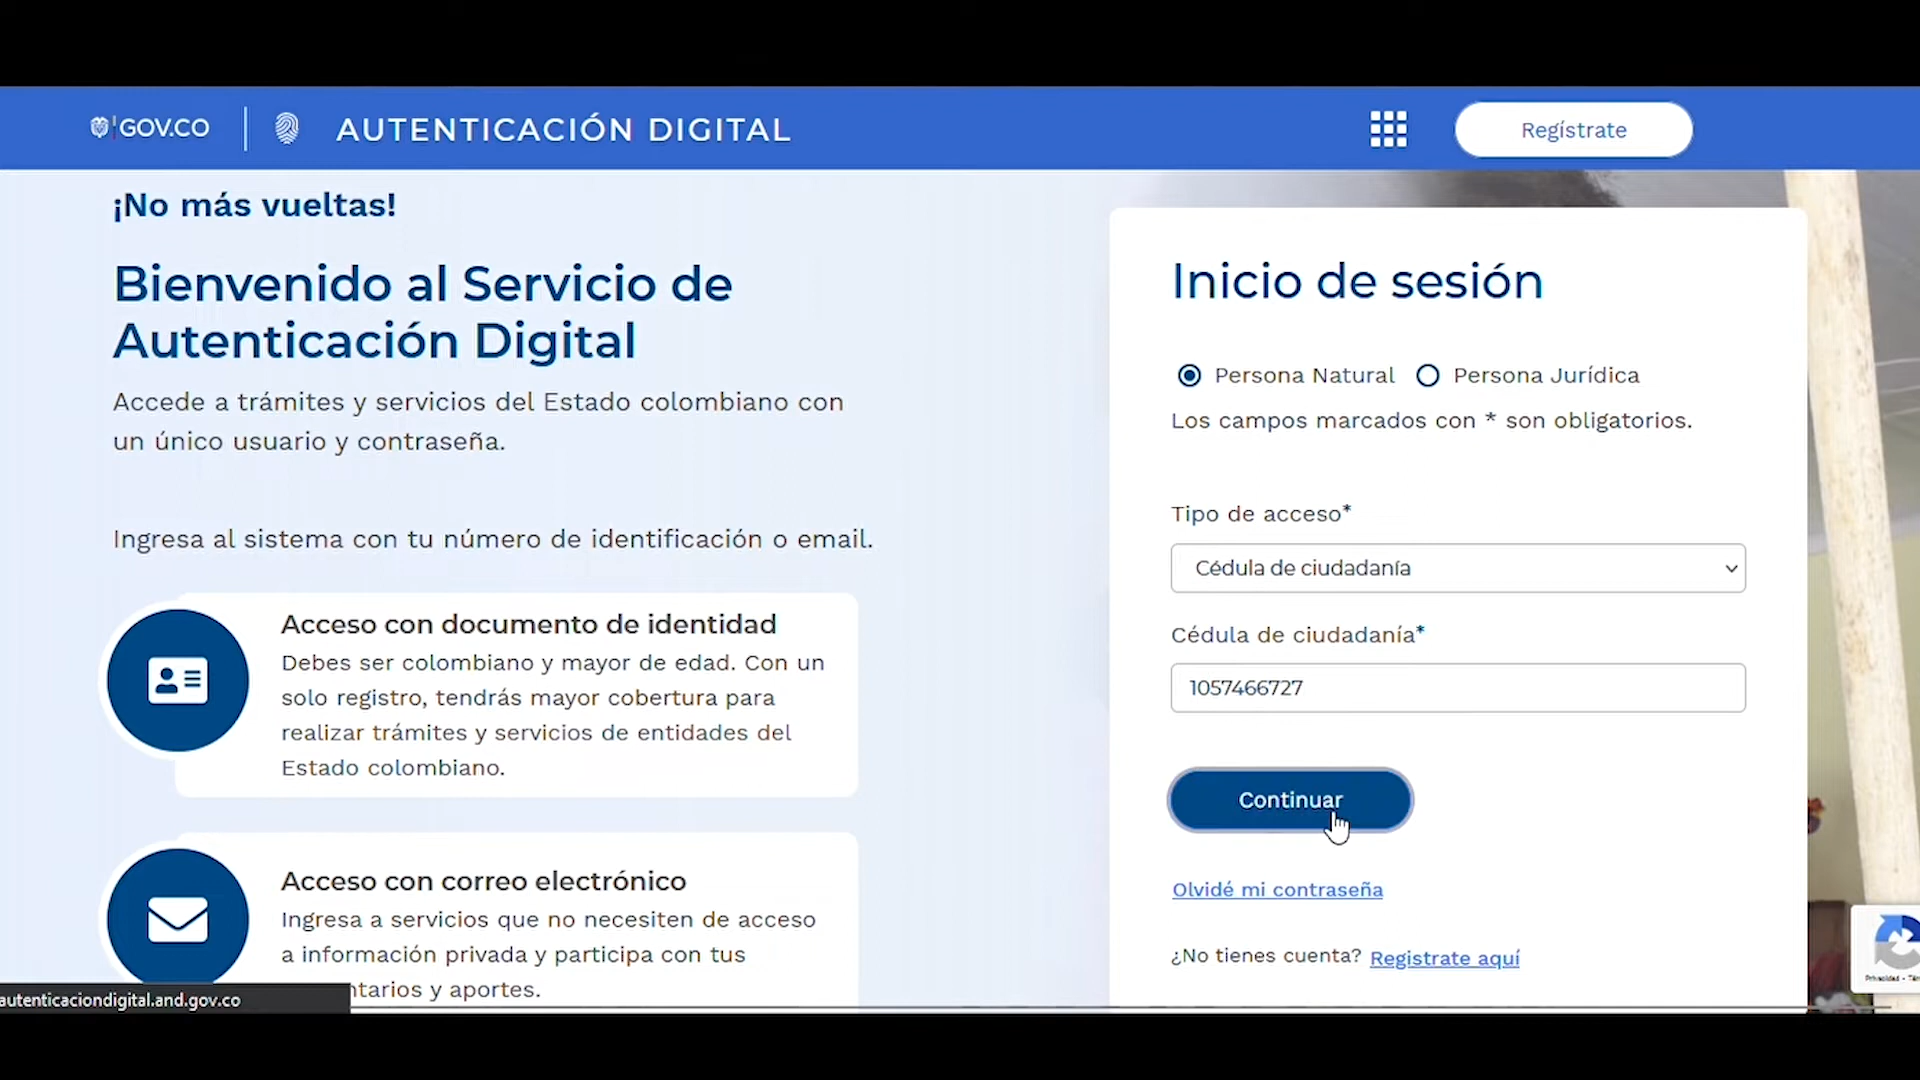 GOV.CO
AUTENTICACIÓN DIGITAL
Regístrate
¡No más vueltas!
Bienvenido al Servicio de
Autenticación Digital
Accede a trámites y servicios del Estado colombiano con
un único usuario y contraseña.
Ingresa al sistema con tu número de identificación o email.
Acceso con documento de identidad
Debes ser colombiano y mayor de edad. Con un
solo registro, tendrás mayor cobertura para
realizar trámites y servicios de entidades del
Estado colombiano.
Acceso con correo electrónico
Ingresa a servicios que no necesiten de acceso
a información privada y participa con tus
ntarios y aportes.
autenticaciondigital.and.gov.co
Inicio de sesión
Persona Natural
Persona Jurídica
Los campos marcados con * son obligatorios.
Tipo de acceso*
Cédula de ciudadanía
Cédula de ciudadanía*
1057466727
Continuar
Olvidé mi contraseña
¿No tienes cuenta? Registrate aquí
Privacidad -